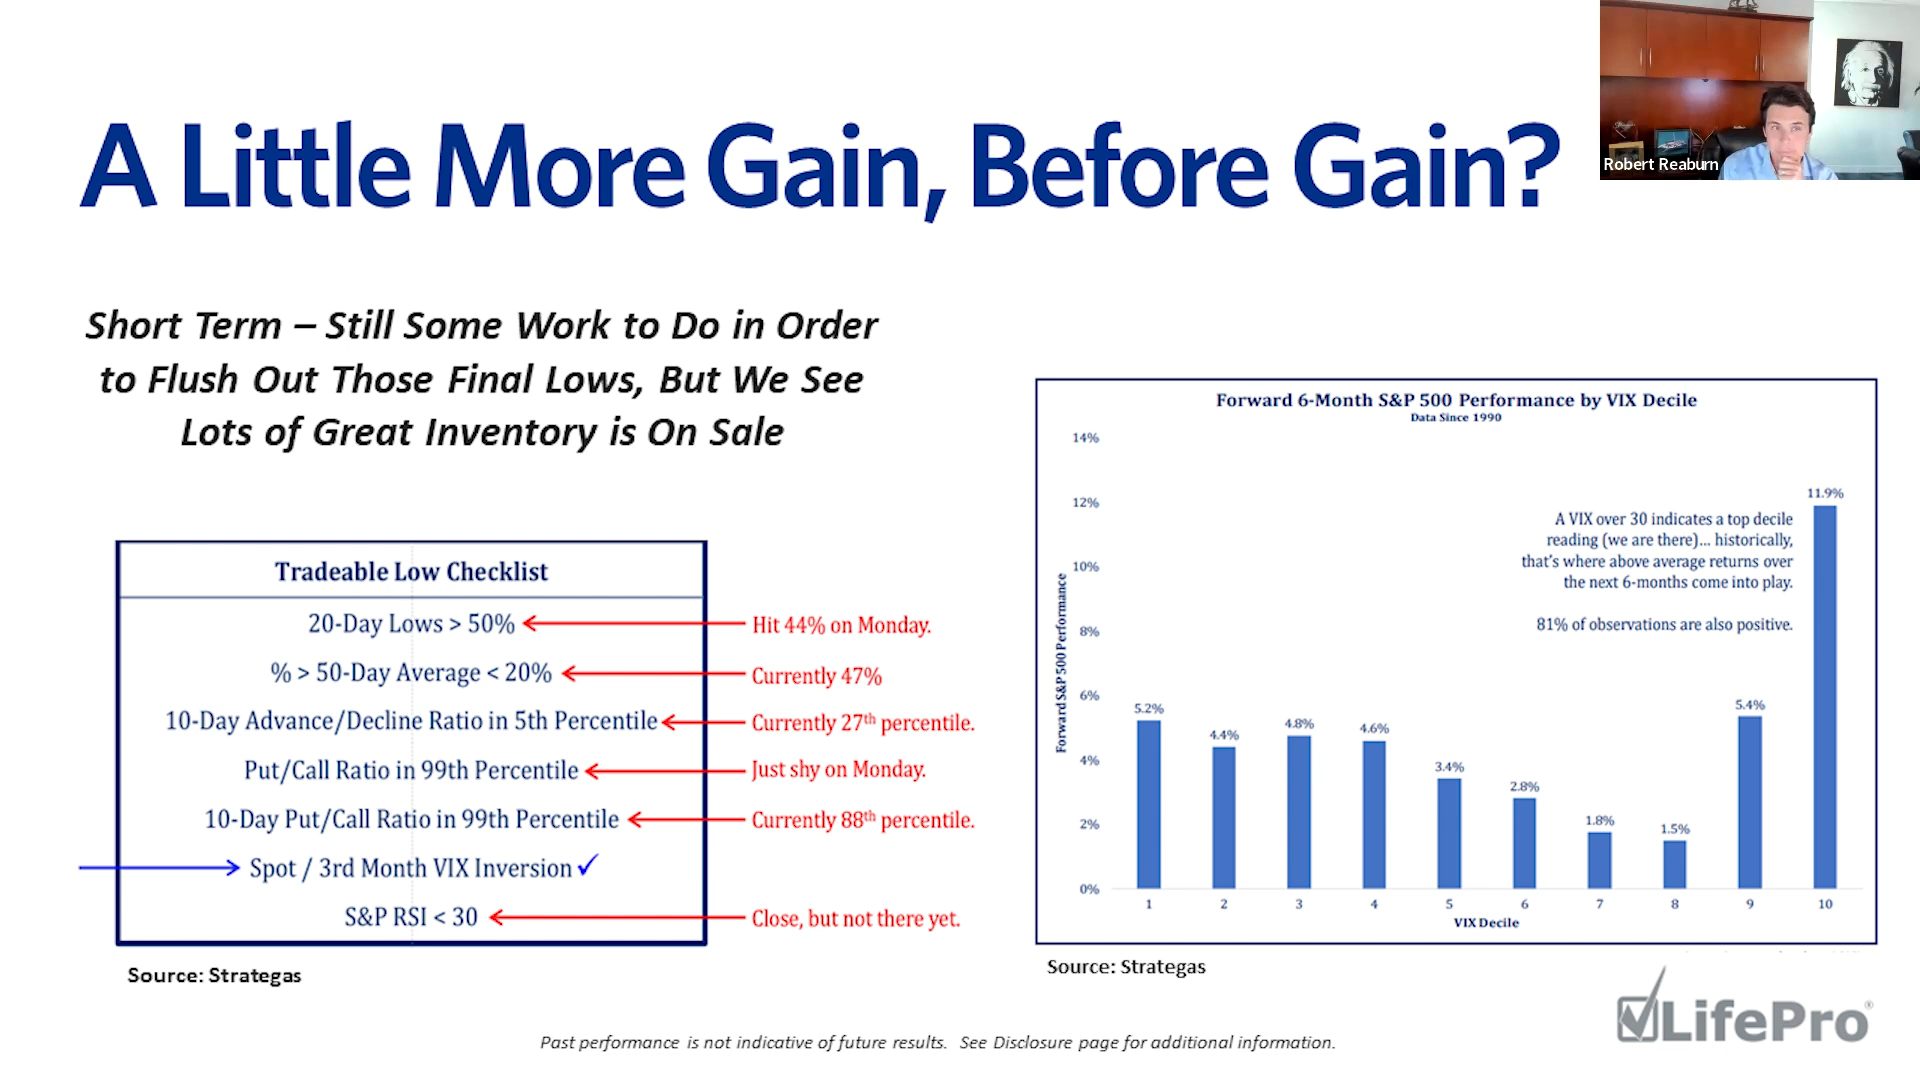 A Little More Gain, Before Gain?
Robert Reaburn
Short Term – Still Some Work to Do in Order
to Flush Out Those Final Lows, But We See
Lots of Great Inventory is On Sale
Tradeable Low Checklist
20-Day Lows > 50%
Hit 44% on Monday.
% > 50-Day Average < 20%
Currently 47%
10-Day Advance/Decline Ratio in 5th Percentile
Currently 27th percentile.
Put/Call Ratio in 99th Percentile
Just shy on Monday.
10-Day Put/Call Ratio in 99th Percentile
Currently 88th percentile.
Spot / 3rd Month VIX Inversion ✓
S&P RSI < 30
Close, but not there yet.
Source: Strategas
Forward 6-Month S&P 500 Performance by VIX Decile
Data Since 1990
Forward S&P 500 Performance
14%
12%
10%
8%
6%
4%
2%
0%
A VIX over 30 indicates a top decile
reading (we are there)... historically,
that's where above average returns over
the next 6-months come into play.
81% of observations are also positive.
5.2%
4.4%
4.8%
4.6%
3.4%
2.8%
1.8%
1.5%
5.4%
11.9%
1 2 3 4 5 6 7 8 9 10
VIX Decile
Source: Strategas
LifePro®
Past performance is not indicative of future results. See Disclosure page for additional information.